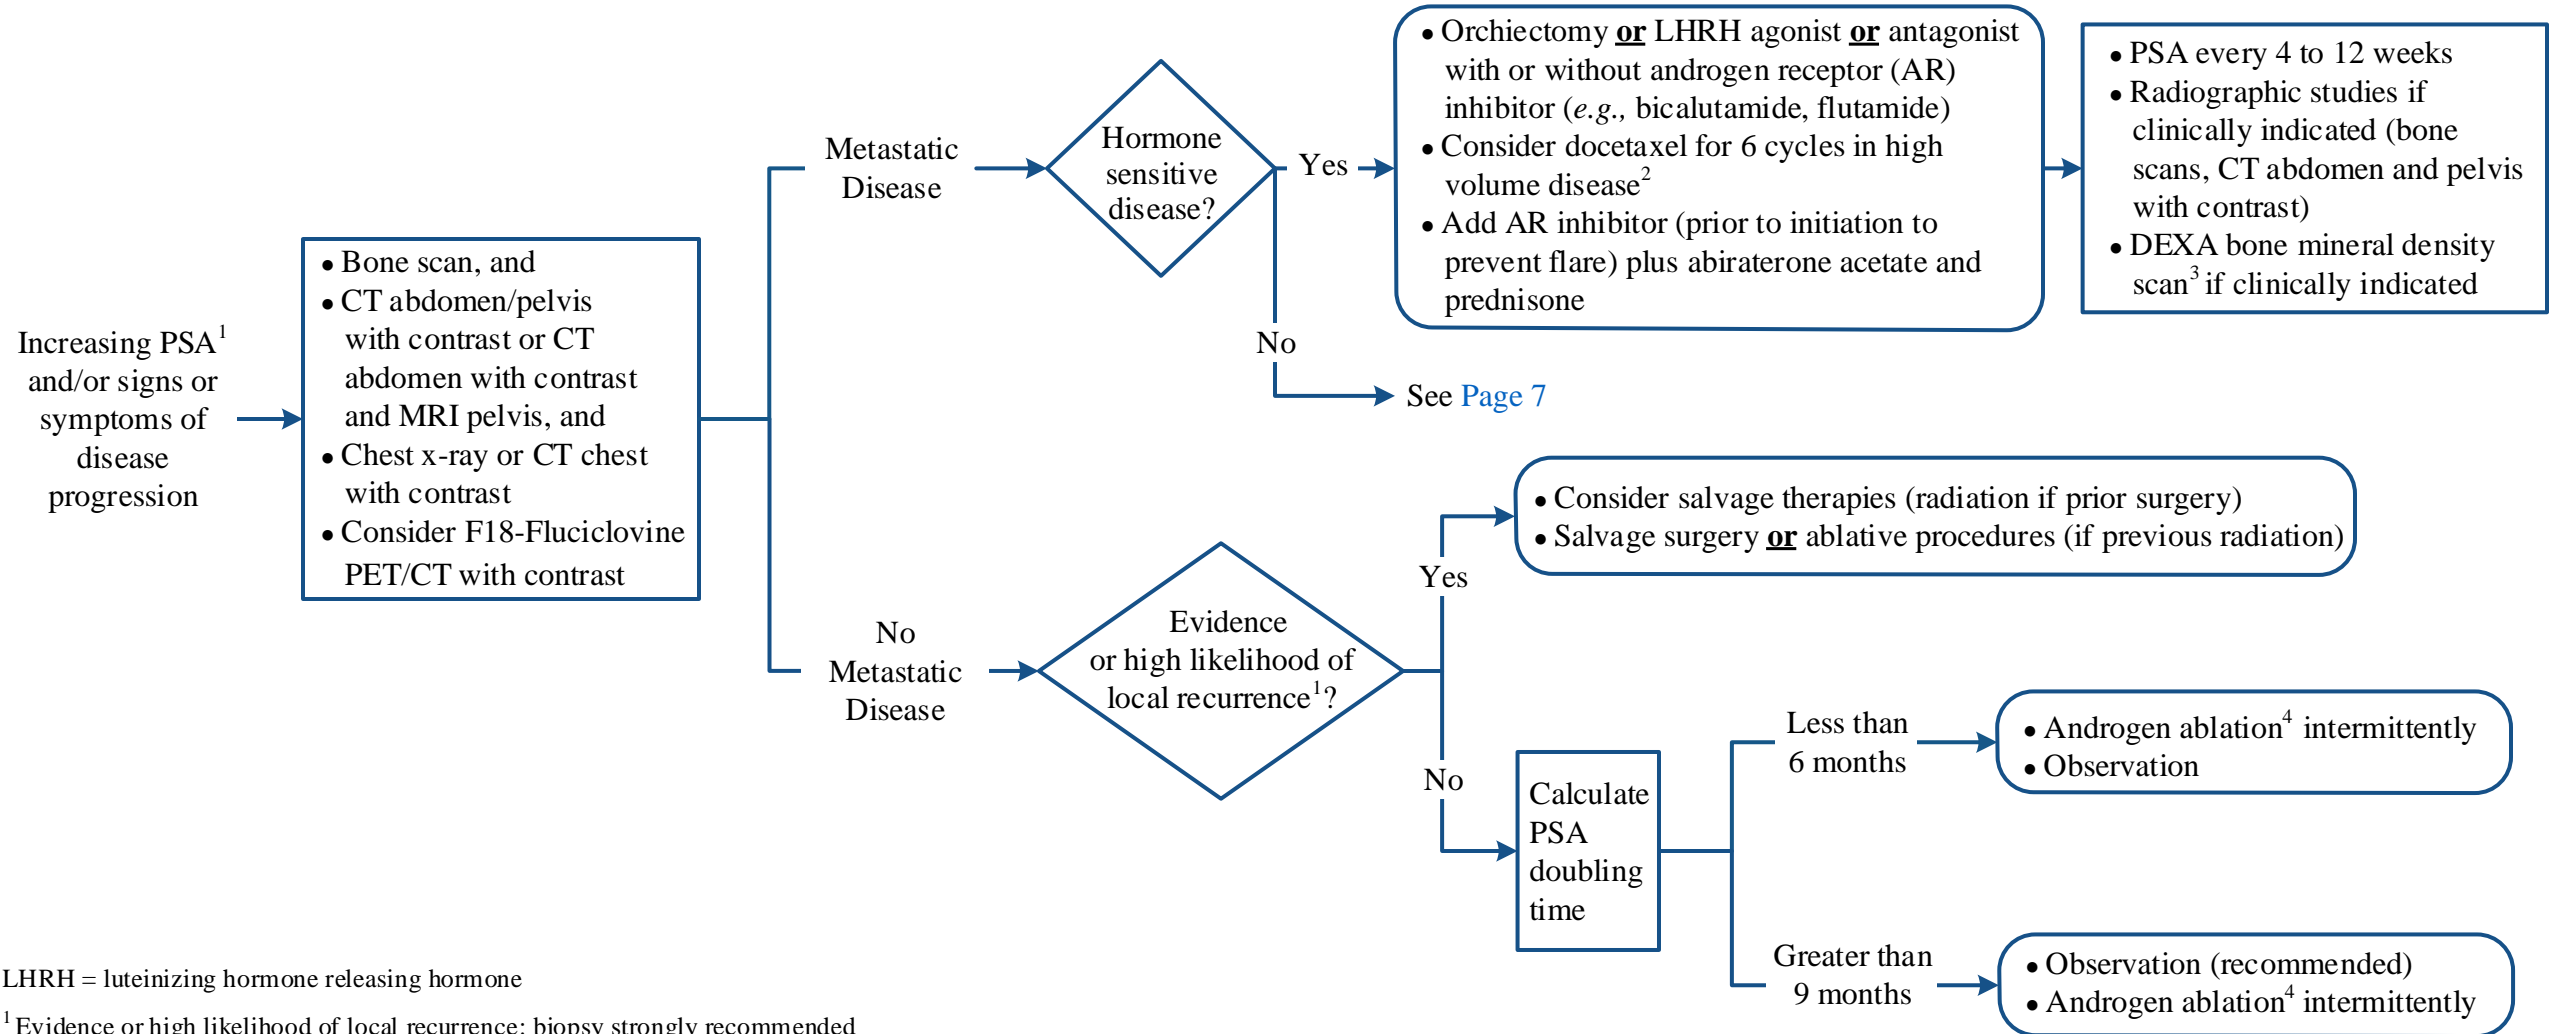 Increasing PSA1
and/or signs or
symptoms of
disease
progression
• Bone scan, and
• CT abdomen/pelvis
with contrast or CT
abdomen with contrast
and MRI pelvis, and
• Chest x-ray or CT chest
with contrast
• Consider F18-Fluciclovine
PET/CT with contrast
Metastatic
Disease
Hormone
sensitive
disease?
Yes
• Orchiectomy or LHRH agonist or antagonist
with or without androgen receptor (AR)
inhibitor (e.g., bicalutamide, flutamide)
• Consider docetaxel for 6 cycles in high
volume disease2
• Add AR inhibitor (prior to initiation to
prevent flare) plus abiraterone acetate and
prednisone
• PSA every 4 to 12 weeks
• Radiographic studies if
clinically indicated (bone
scans, CT abdomen and pelvis
with contrast)
• DEXA bone mineral density
scan3 if clinically indicated
No
See Page 7
No
Metastatic
Disease
Evidence
or high likelihood of
local recurrence1?
Yes
• Consider salvage therapies (radiation if prior surgery)
• Salvage surgery or ablative procedures (if previous radiation)
No
Calculate
PSA
doubling
time
Less than
6 months
• Androgen ablation4 intermittently
• Observation
Greater than
9 months
• Observation (recommended)
• Androgen ablation4 intermittently
LHRH = luteinizing hormone releasing hormone
1 Evidence or high likelihood of local recurrence: biopsy strongly recommended